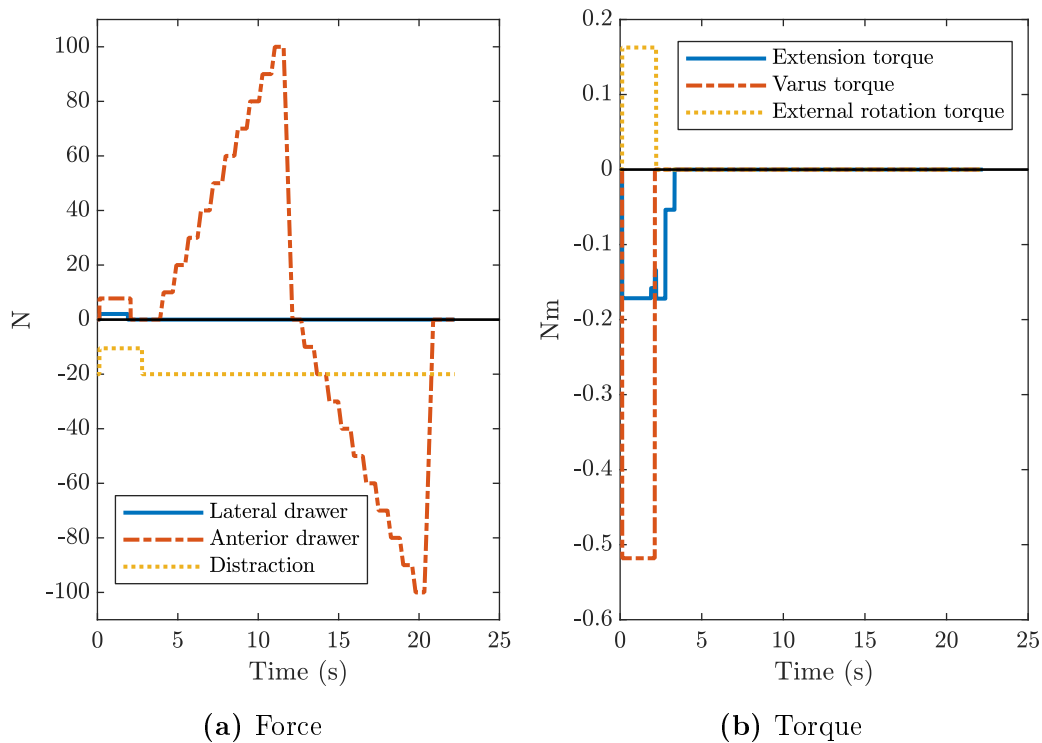 100
80
60
40
20
0
-20
-40
-60
-80
-100
N
Lateral drawer
Anterior drawer
Distraction
0 5 10 15 20 25
Time (s)
(a) Force
0.2
0.1
0
-0.1
-0.2
-0.3
-0.4
-0.5
-0.6
Nm
Extension torque
Varus torque
External rotation torque
0 5 10 15 20 25
Time (s)
(b) Torque